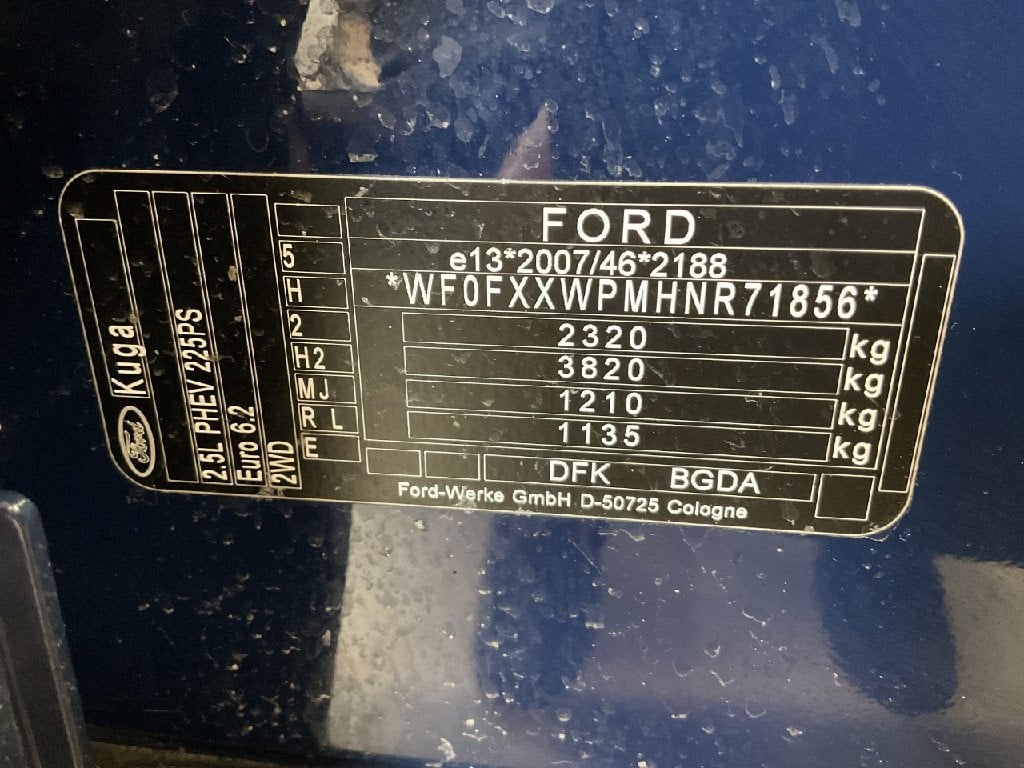 FORD
e13*2007/46*2188
*WF0FXXWPMHNR71856*
2320 kg
3820 kg
1210 kg
1135 kg
DFK BGDA
Ford-Werke GmbH D-50725 Cologne
5
H
2
H2
MJ
R L
E
Ford Kuga
2.5L PHEV 225PS
Euro 6.2
2WD